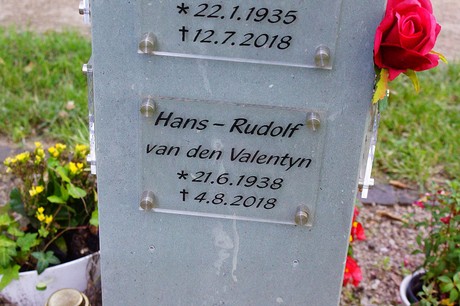 * 22.1.1935
† 12.7.2018
Hans – Rudolf
van den Valentyn
* 21.6.1938
† 4.8.2018